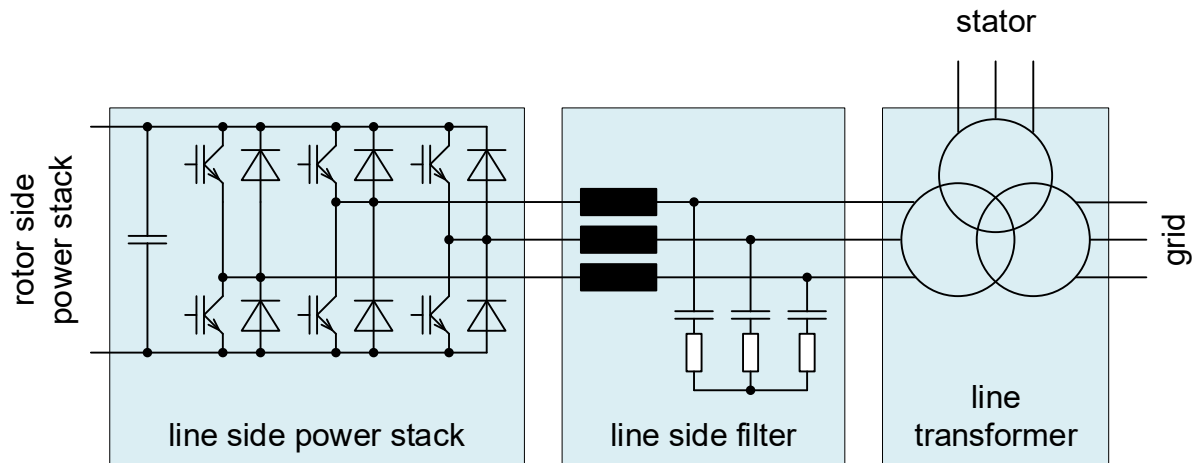 stator
rotor side
power stack
grid
line side power stack
line side filter
line
transformer